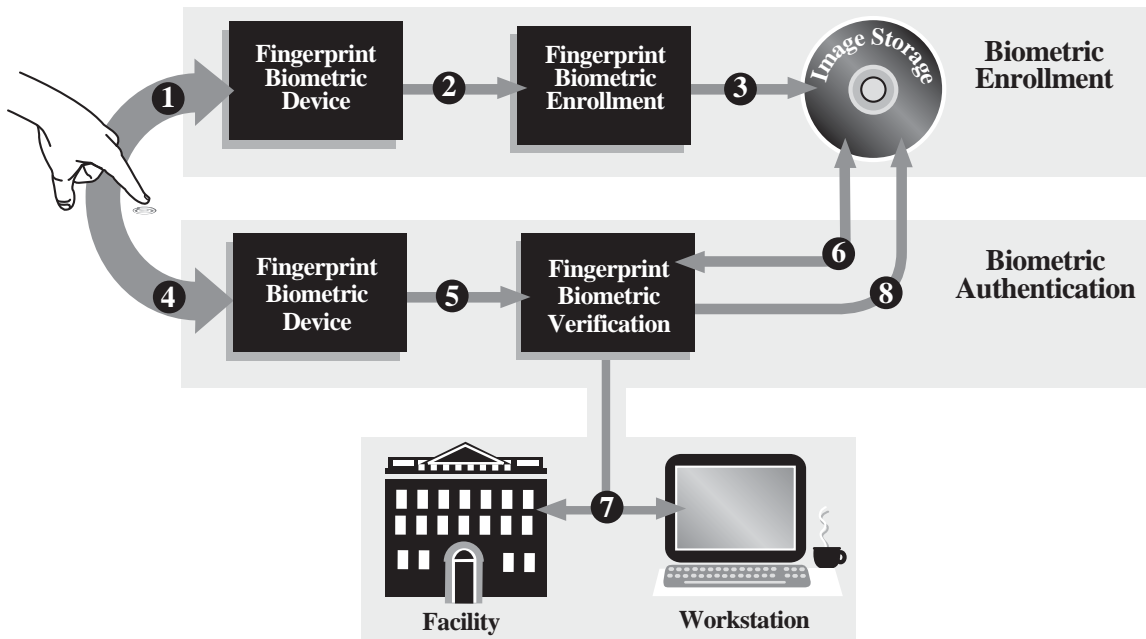 Fingerprint
Biometric
Device
Fingerprint
Biometric
Enrollment
Image Storage
Biometric
Enrollment
1
2
3
Fingerprint
Biometric
Device
Fingerprint
Biometric
Verification
Biometric
Authentication
4
5
6
8
7
Facility
Workstation